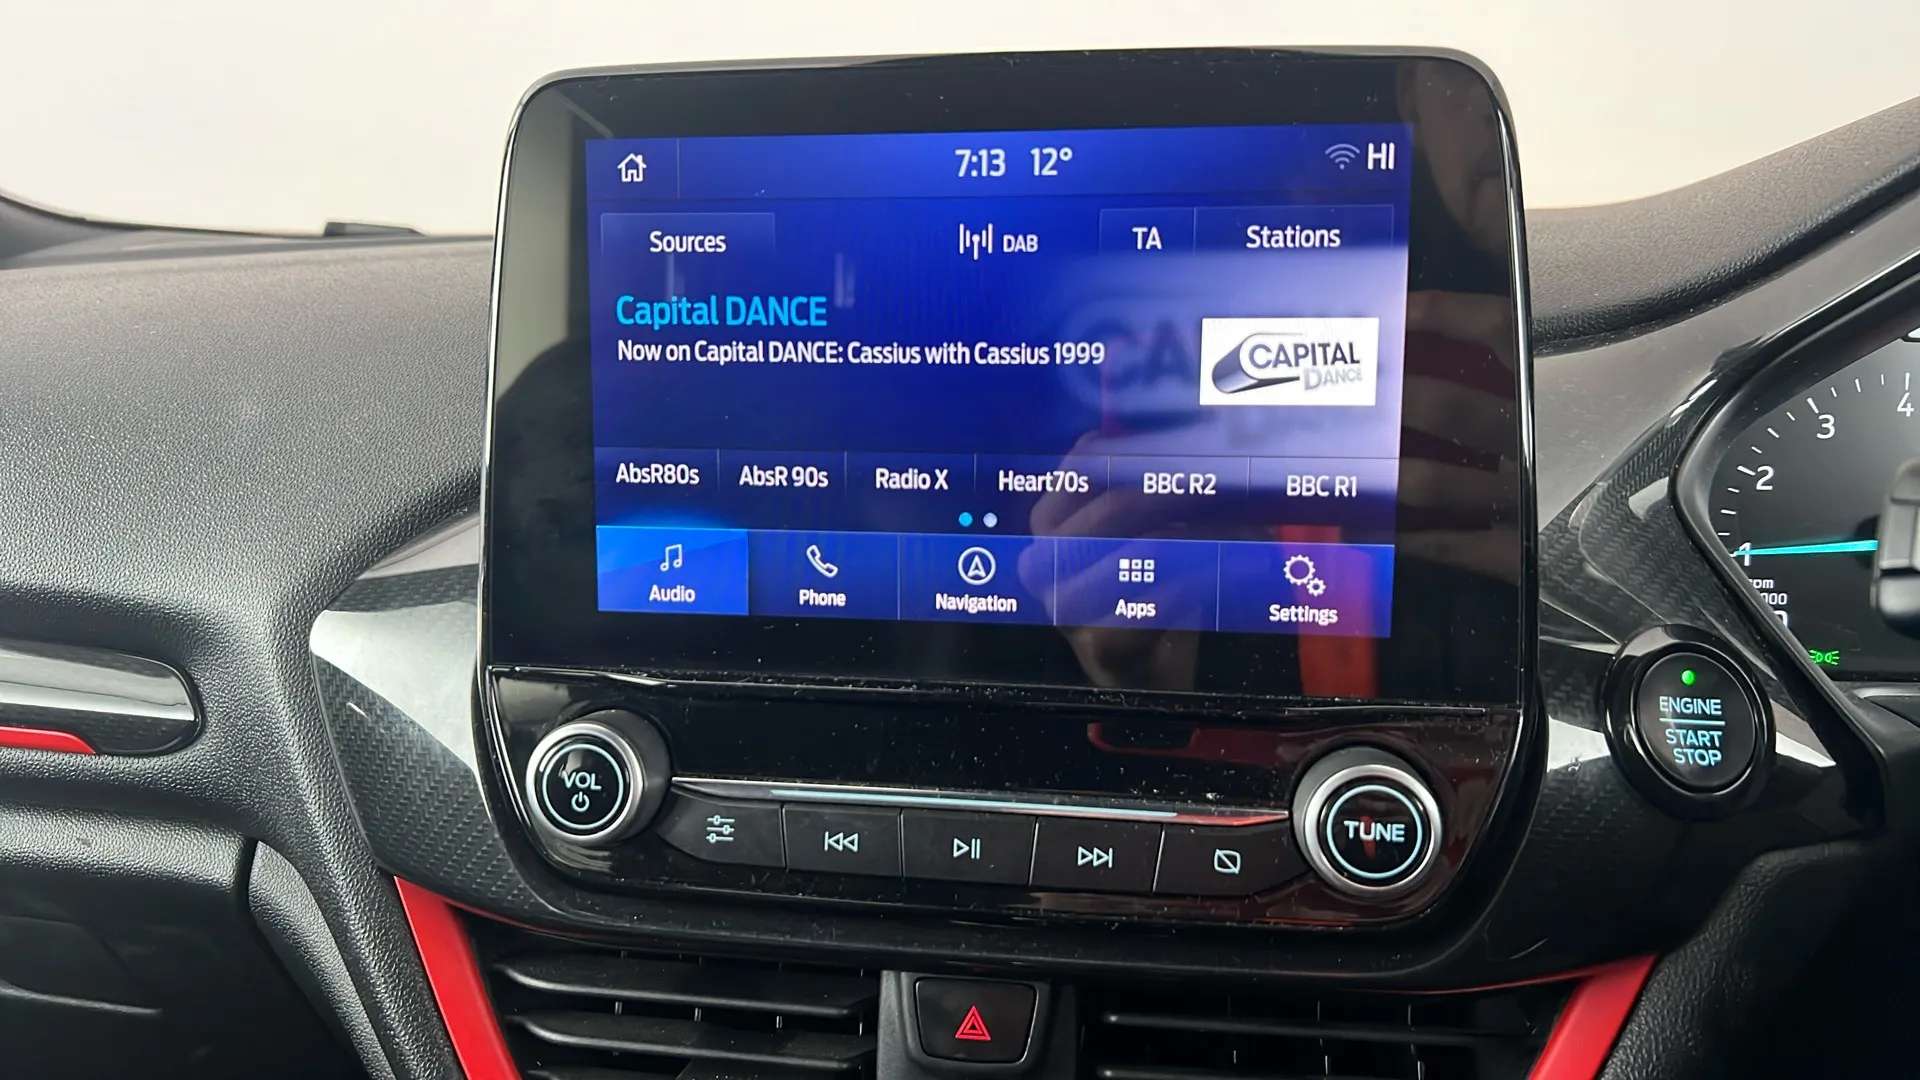 7:13 12° HI
Sources DAB TA Stations
Capital DANCE
Now on Capital DANCE: Cassius with Cassius 1999
CAPITAL
DANCE
AbsR80s AbsR 90s Radio X Heart70s BBC R2 BBC R1
Audio Phone Navigation Apps Settings
4
3
2
1
ENGINE
START
STOP
VOL
TUNE